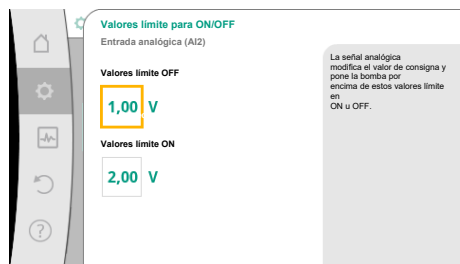 Valores límite para ON/OFF
Entrada analógica (AI2)
Valores límite OFF
1,00 V
Valores límite ON
2,00 V
La señal analógica
modifica el valor de consigna y
pone la bomba por
encima de estos valores límite
en
ON u OFF.
?